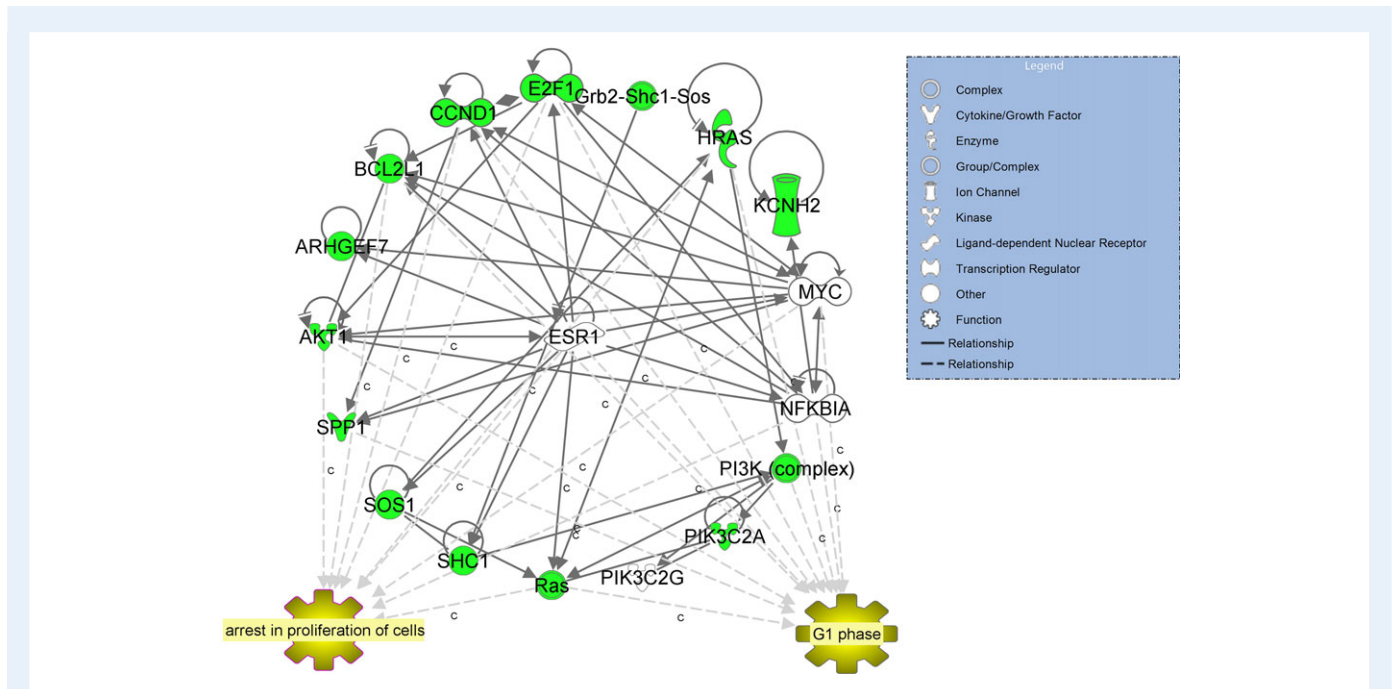 E2F1
Grb2-Shc1-Sos
CCND1
HRAS
BCL2L1
KCNH2
ARHGEF7
MYC
AKT1
ESR1
c
c
c
c
c
NFKBIA
SPP1
c
c
PI3K (complex)
c
c
c
c
SOS1
c
c
PIK3C2A
c
c
SHC1
PIK3C2G
Ras
c
c
arrest in proliferation of cells
G1 phase
Legend
Complex
Cytokine/Growth Factor
Enzyme
Group/Complex
Ion Channel
Kinase
Ligand-dependent Nuclear Receptor
Transcription Regulator
Other
Function
Relationship
Relationship